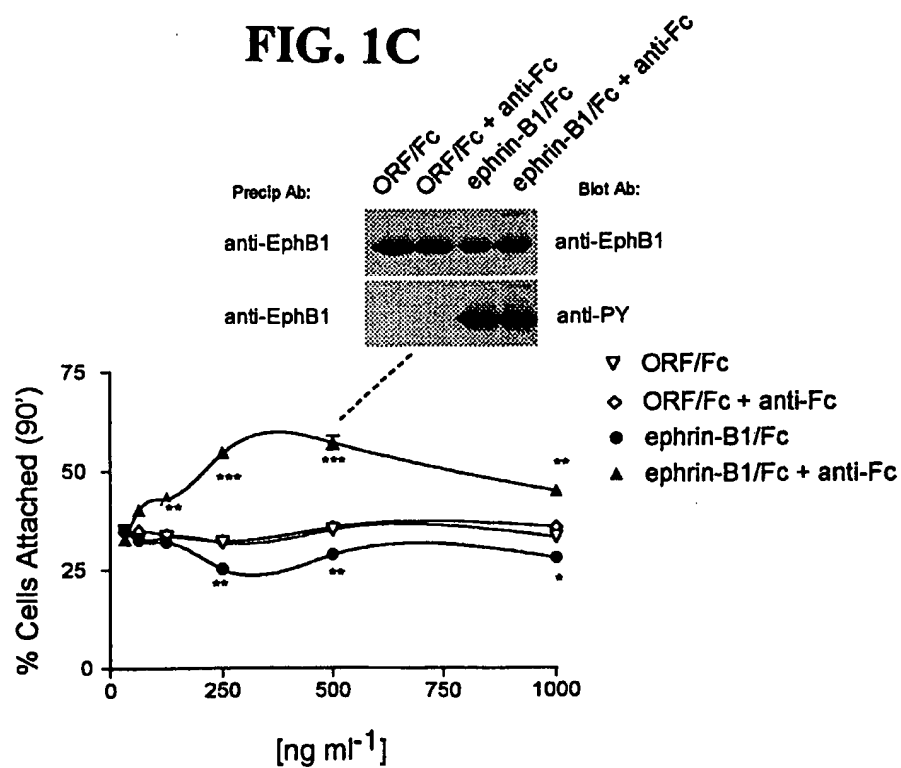 FIG. 1C
ORF/Fc
ORF/Fc + anti-Fc
ephrin-B1/Fc
ephrin-B1/Fc + anti-Fc
Precip Ab:
Blot Ab:
anti-EphB1
anti-EphB1
anti-EphB1
anti-PY
ORF/Fc
ORF/Fc + anti-Fc
ephrin-B1/Fc
ephrin-B1/Fc + anti-Fc
% Cells Attached (90')
75
50
25
0
**
***
***
**
**
**
*
0
250
500
750
1000
[ng ml⁻¹]